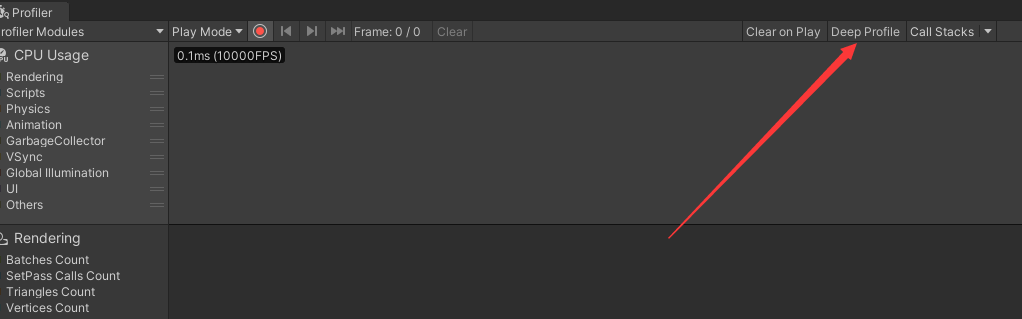 Profiler
rofiler Modules Play Mode Frame: 0 / 0 Clear Clear on Play Deep Profile Call Stacks
CPU Usage
0.1ms (10000FPS)
Rendering
Scripts
Physics
Animation
GarbageCollector
VSync
Global Illumination
UI
Others
Rendering
Batches Count
SetPass Calls Count
Triangles Count
Vertices Count